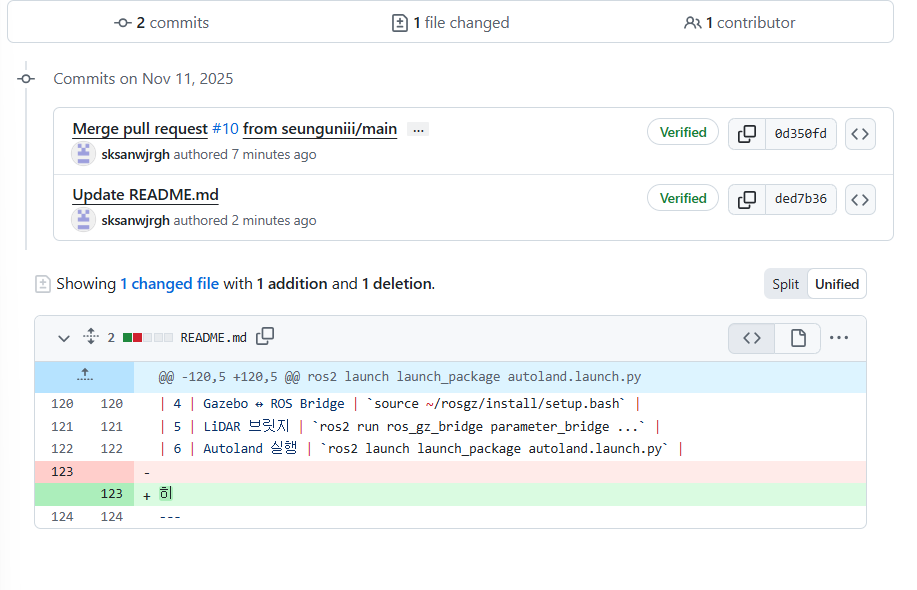 2 commits
1 file changed
1 contributor
Commits on Nov 11, 2025
Merge pull request #10 from seunguniii/main ...
Verified
0d350fd
sksanwjrgh authored 7 minutes ago
Update README.md
Verified
ded7b36
sksanwjrgh authored 2 minutes ago
Showing 1 changed file with 1 addition and 1 deletion.
Split
Unified
2
README.md
@@ -120,5 +120,5 @@ ros2 launch launch_package autoland.launch.py
120 120 | 4 | Gazebo ↔ ROS Bridge | `source ~/rosgz/install/setup.bash` |
121 121 | 5 | LiDAR 브릿지 | `ros2 run ros_gz_bridge parameter_bridge ...` |
122 122 | 6 | Autoland 실행 | `ros2 launch launch_package autoland.launch.py` |
123 -
123 + 히
124 124 ---